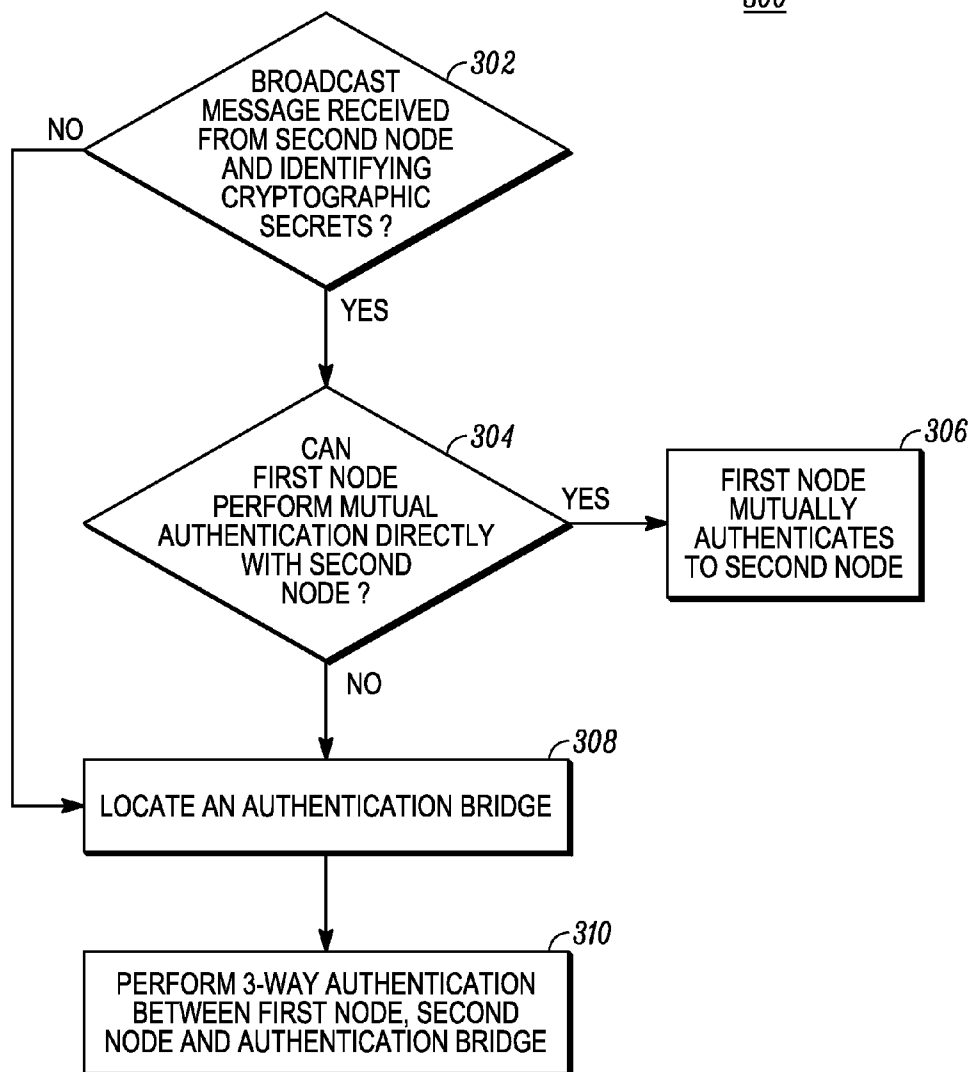 300
302
BROADCAST
MESSAGE RECEIVED
FROM SECOND NODE
AND IDENTIFYING
CRYPTOGRAPHIC
SECRETS ?
NO
YES
304
CAN
FIRST NODE
PERFORM MUTUAL
AUTHENTICATION DIRECTLY
WITH SECOND
NODE ?
YES
306
FIRST NODE
MUTUALLY
AUTHENTICATES
TO SECOND NODE
NO
308
LOCATE AN AUTHENTICATION BRIDGE
310
PERFORM 3-WAY AUTHENTICATION
BETWEEN FIRST NODE, SECOND
NODE AND AUTHENTICATION BRIDGE